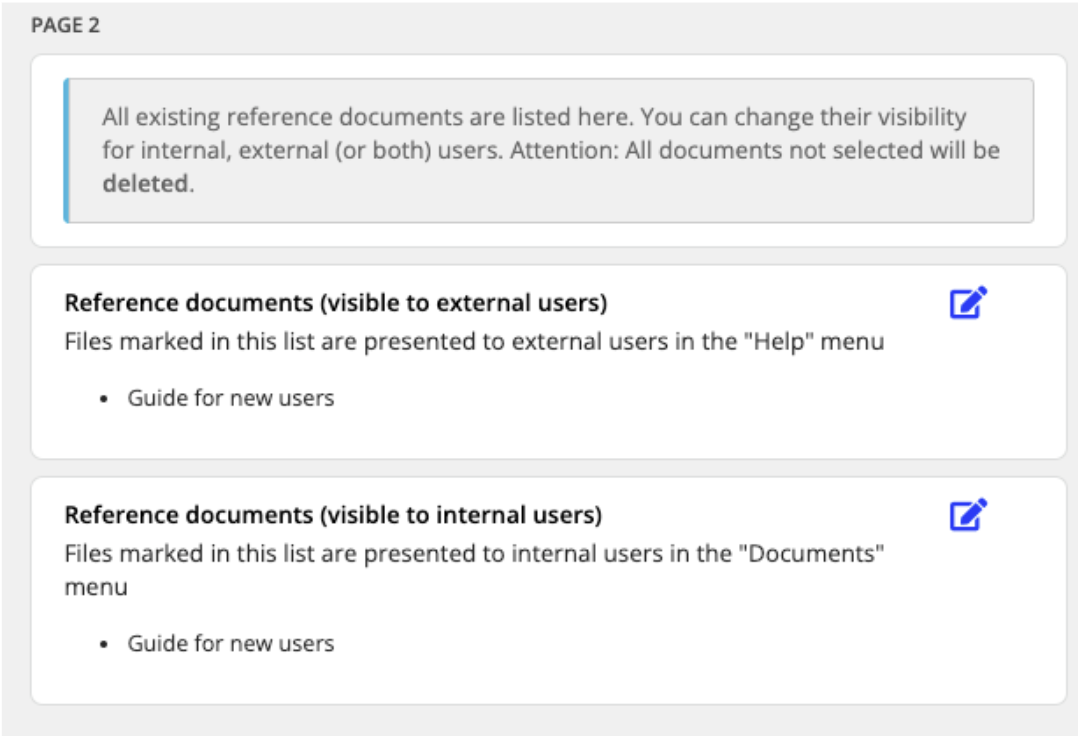 PAGE 2
All existing reference documents are listed here. You can change their visibility
for internal, external (or both) users. Attention: All documents not selected will be
deleted.
Reference documents (visible to external users)
Files marked in this list are presented to external users in the "Help" menu
• Guide for new users
Reference documents (visible to internal users)
Files marked in this list are presented to internal users in the "Documents"
menu
• Guide for new users